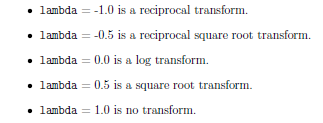 • lambda = -1.0 is a reciprocal transform.
• lambda = -0.5 is a reciprocal square root transform.
• lambda = 0.0 is a log transform.
• lambda = 0.5 is a square root transform.
• lambda = 1.0 is no transform.